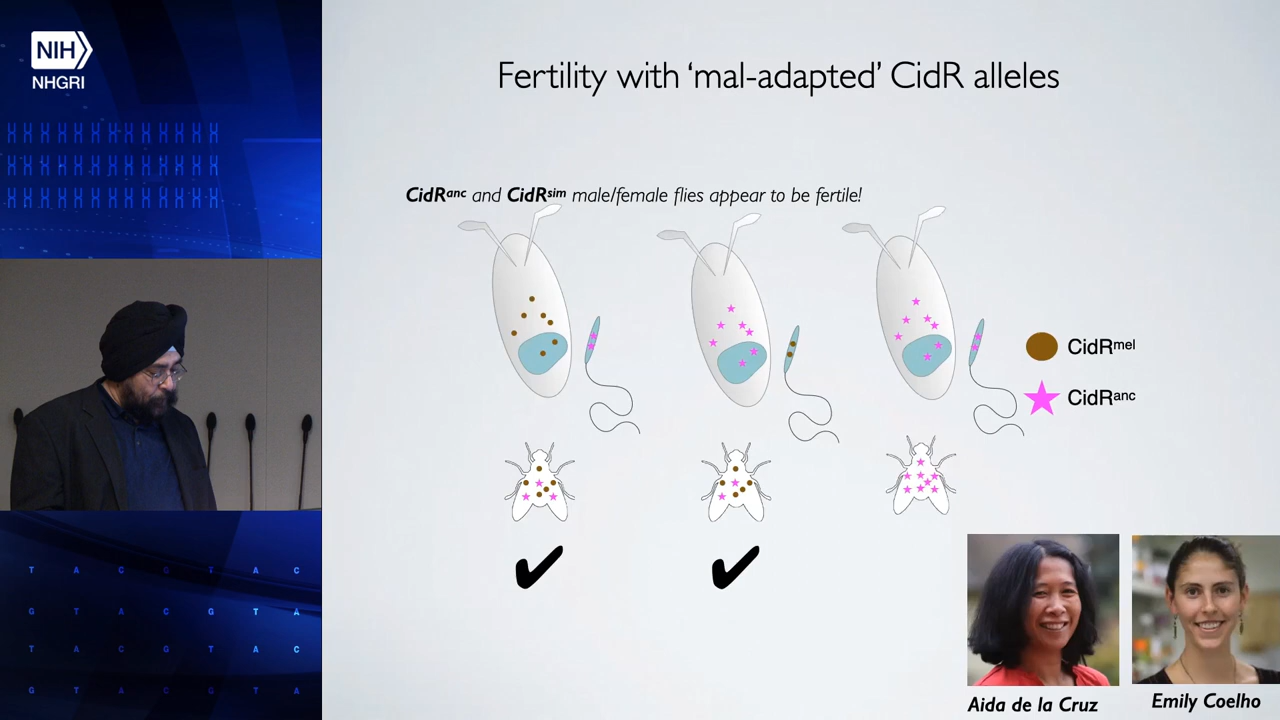 NIH
NHGRI
Fertility with ‘mal-adapted’ CidR alleles
CidRanc and CidRsim male/female flies appear to be fertile!
CidRmel
CidRanc
T A C G T A C
G T A C G T A
T A C G T A C
G T A C G T A
Aida de la Cruz
Emily Coelho